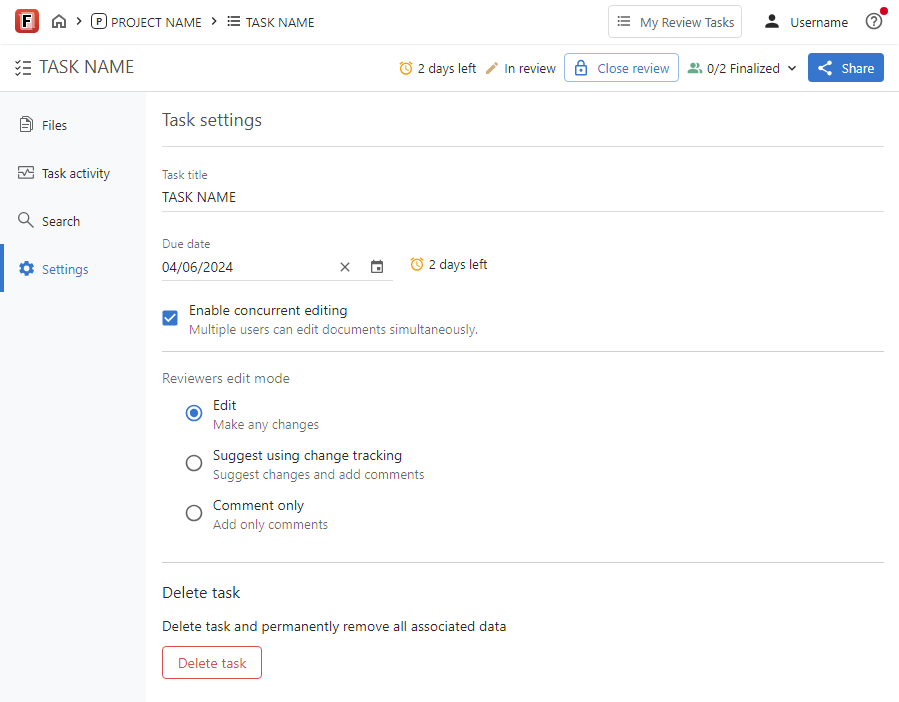 F P PROJECT NAME TASK NAME My Review Tasks Username ?
TASK NAME 2 days left In review Close review 0/2 Finalized Share
Files
Task activity
Search
Settings
Task settings
Task title
TASK NAME
Due date
04/06/2024 2 days left
Enable concurrent editing
Multiple users can edit documents simultaneously.
Reviewers edit mode
Edit
Make any changes
Suggest using change tracking
Suggest changes and add comments
Comment only
Add only comments
Delete task
Delete task and permanently remove all associated data
Delete task